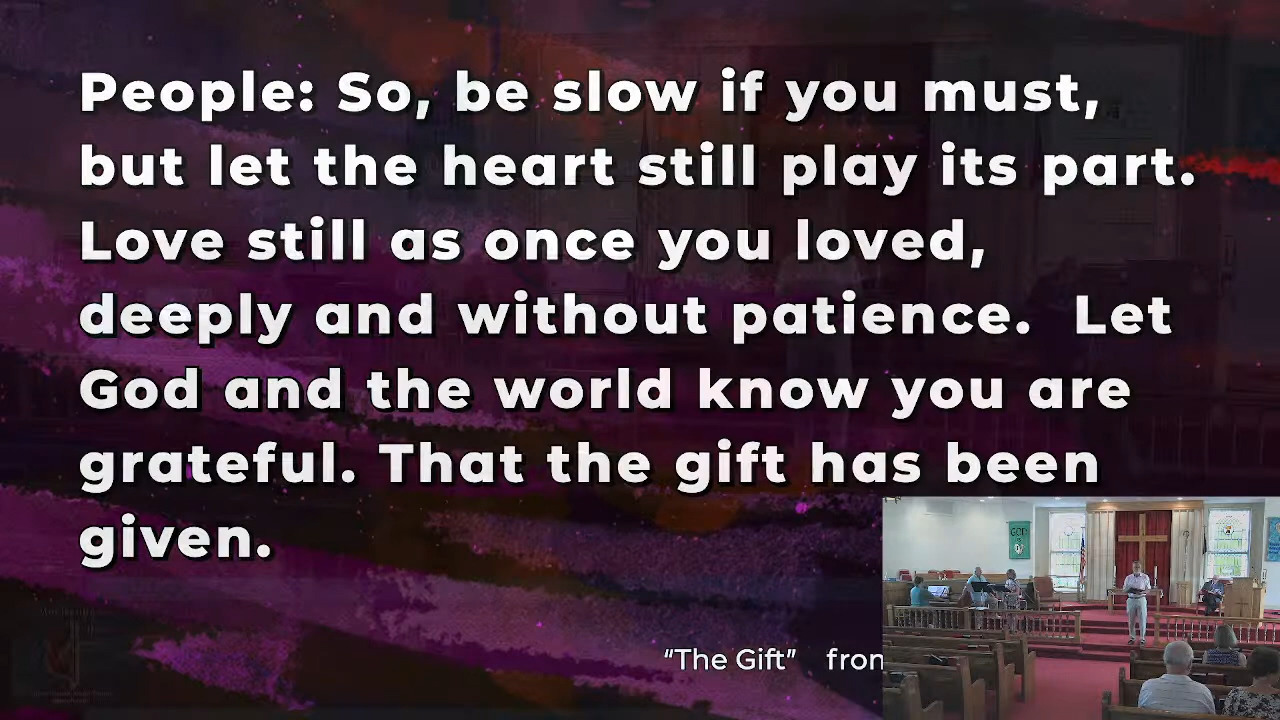 People: So, be slow if you must,
but let the heart still play its part.
Love still as once you loved,
deeply and without patience.  Let
God and the world know you are
grateful. That the gift has been
given.
GOD
“The Gift”    from